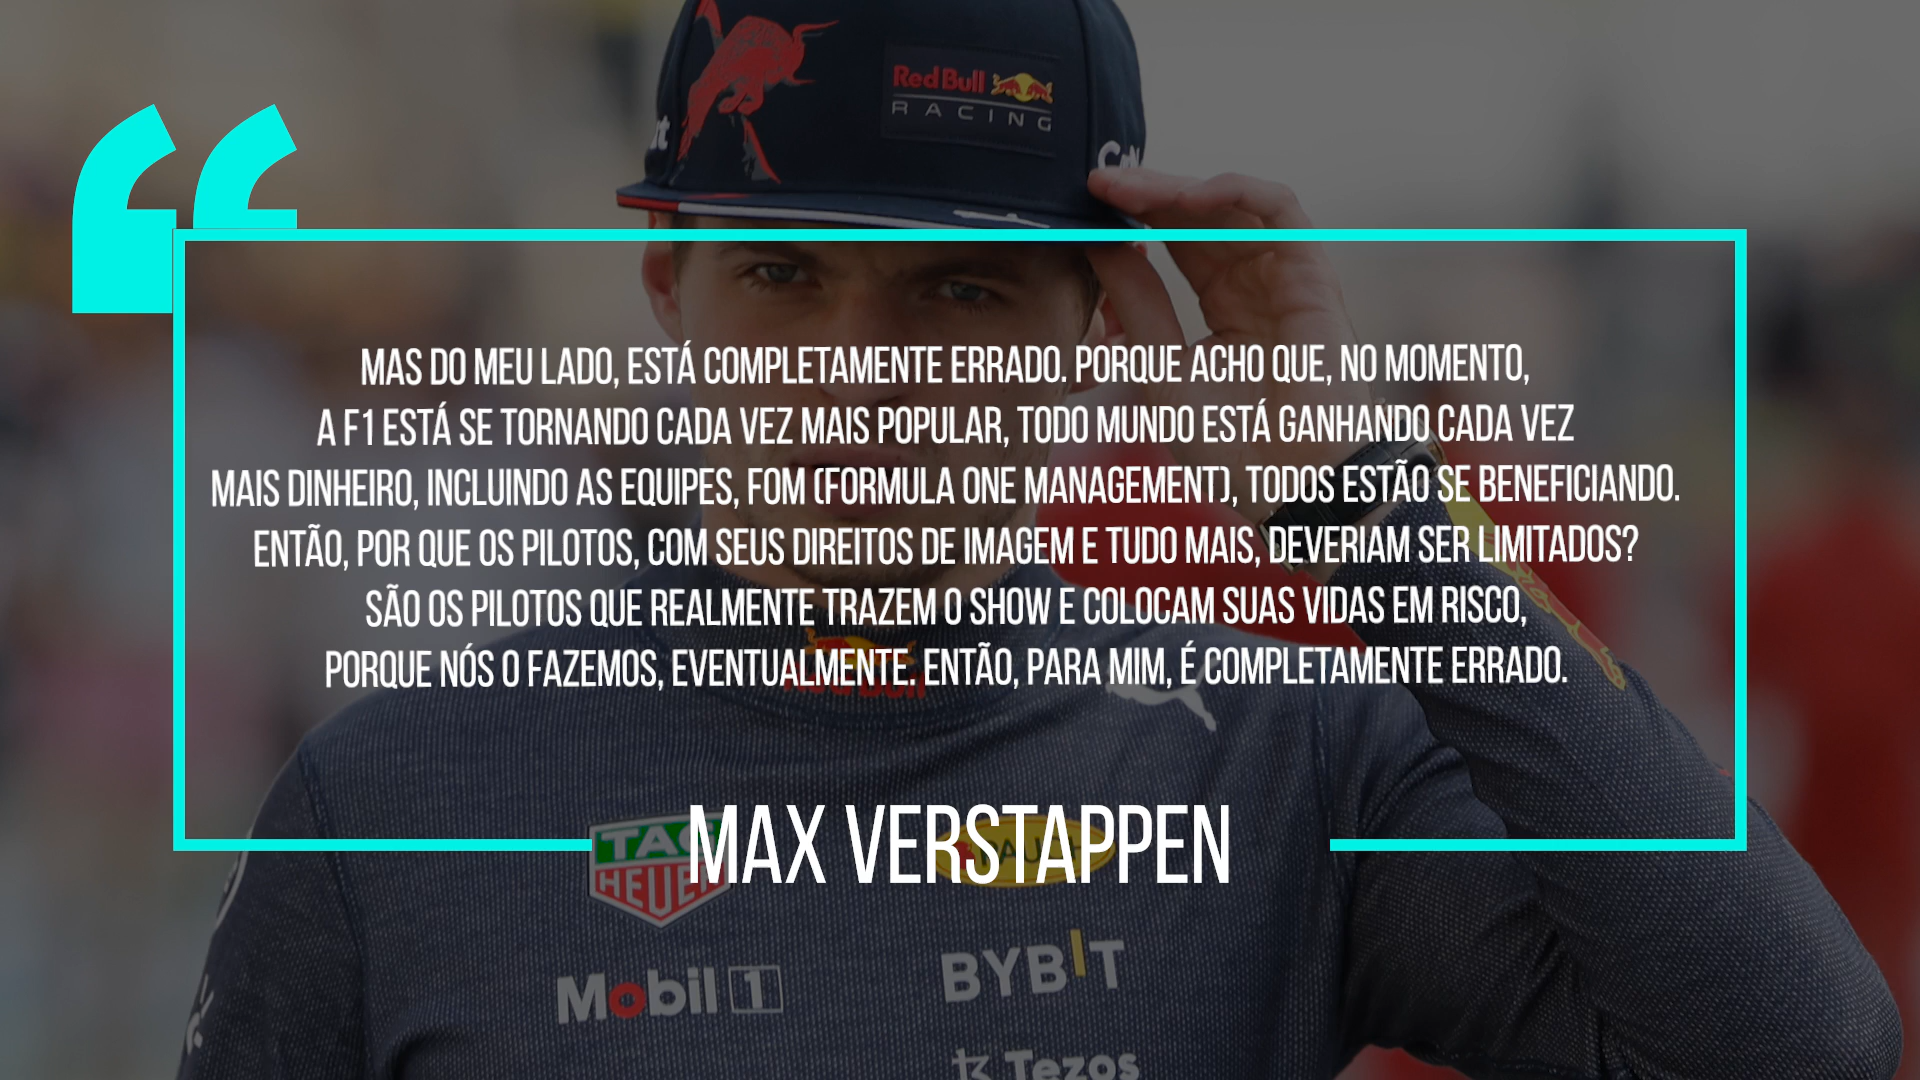 Red Bull
RACING
MAS DO MEU LADO, ESTÁ COMPLETAMENTE ERRADO. PORQUE ACHO QUE, NO MOMENTO,
A F1 ESTÁ SE TORNANDO CADA VEZ MAIS POPULAR, TODO MUNDO ESTÁ GANHANDO CADA VEZ
MAIS DINHEIRO, INCLUINDO AS EQUIPES, FOM (FORMULA ONE MANAGEMENT), TODOS ESTÃO SE BENEFICIANDO.
ENTÃO, POR QUE OS PILOTOS, COM SEUS DIREITOS DE IMAGEM E TUDO MAIS, DEVERIAM SER LIMITADOS?
SÃO OS PILOTOS QUE REALMENTE TRAZEM O SHOW E COLOCAM SUAS VIDAS EM RISCO,
PORQUE NÓS O FAZEMOS, EVENTUALMENTE. ENTÃO, PARA MIM, É COMPLETAMENTE ERRADO.
MAX VERSTAPPEN
TAG
HEUER
BYBIT
Mobil 1
Tezos